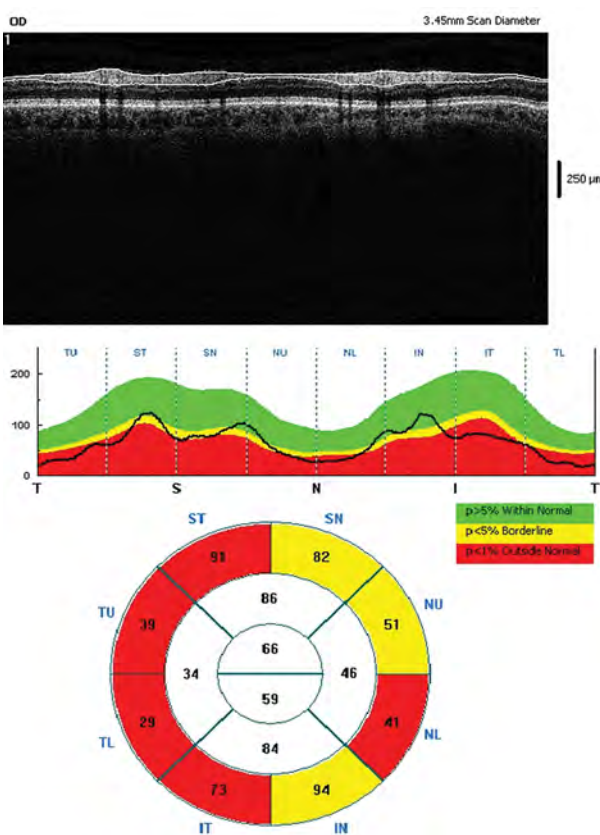 OD 3.45mm Scan Diameter
1
250 µm
TU ST SN NU NL IN IT TL
200
100
0
T S N I T
p>5% Within Normal
p<5% Borderline
p<1% Outside Normal
ST SN
91 82
TU 39 86 51 NU
66
34 46
59
TL 29 84 41 NL
73 94
IT IN